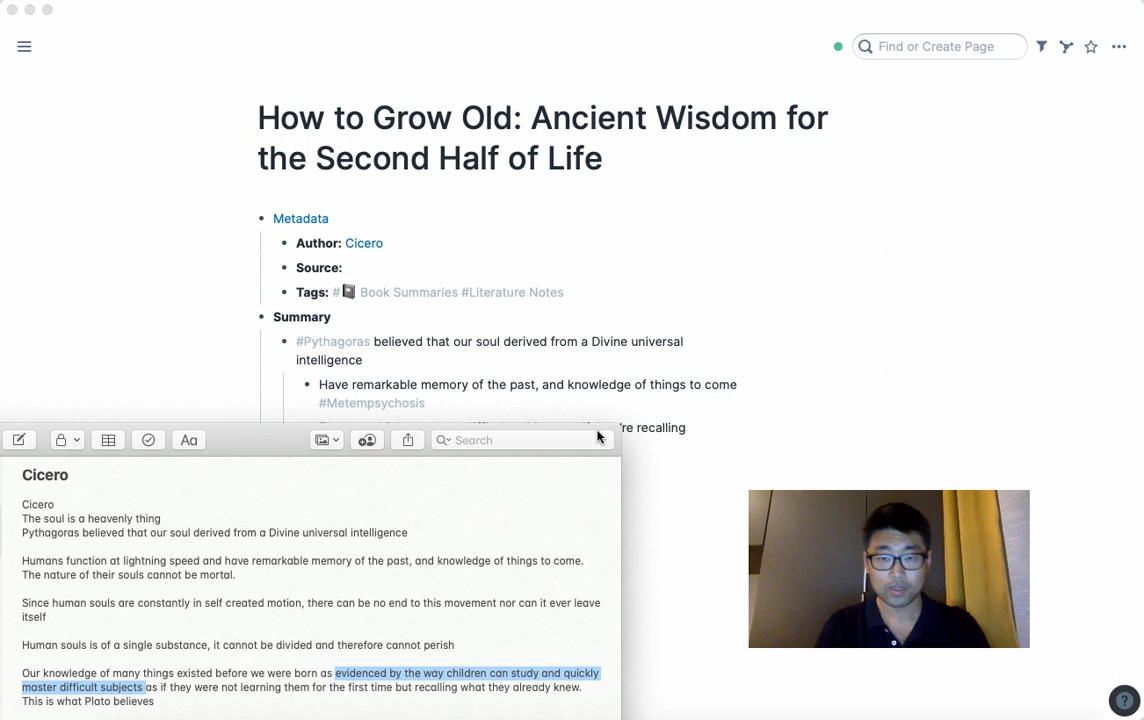 Find or Create Page
How to Grow Old: Ancient Wisdom for
the Second Half of Life
Metadata
Author: Cicero
Source:
Tags: #📓 Book Summaries #Literature Notes
Summary
#Pythagoras believed that our soul derived from a Divine universal
intelligence
Have remarkable memory of the past, and knowledge of things to come
#Metempsychosis
're recalling
Aa
Search
Cicero
Cicero
The soul is a heavenly thing
Pythagoras believed that our soul derived from a Divine universal intelligence
Humans function at lightning speed and have remarkable memory of the past, and knowledge of things to come.
The nature of their souls cannot be mortal.
Since human souls are constantly in self created motion, there can be no end to this movement nor can it ever leave
itself
Human souls is of a single substance, it cannot be divided and therefore cannot perish
Our knowledge of many things existed before we were born as evidenced by the way children can study and quickly
master difficult subjects as if they were not learning them for the first time but recalling what they already knew.
This is what Plato believes
?